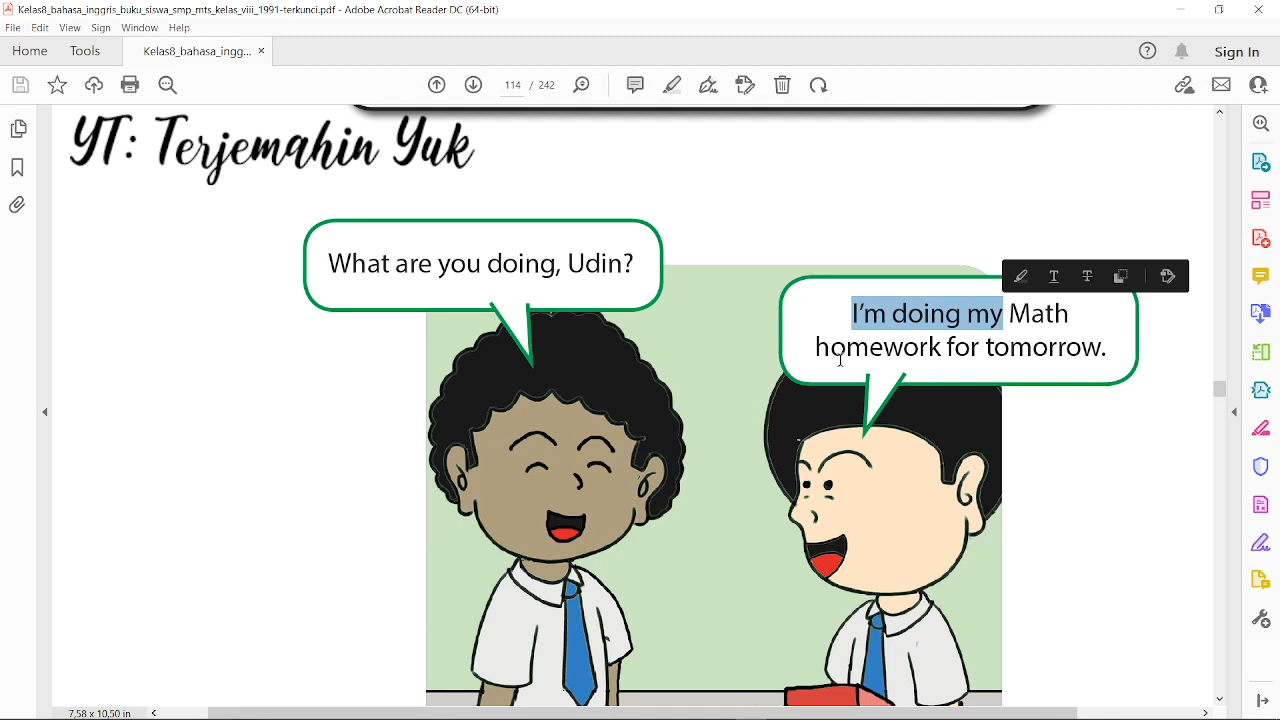 Kelas8_bahasa_inggris_buku_siswa_smp_mts_kelas_viii_1991-terkunci.pdf - Adobe Acrobat Reader DC (64-bit)
File Edit View Sign Window Help
Home Tools Kelas8_bahasa_ingg... × Sign In
114 / 242
YT: Terjemahin Yuk
What are you doing, Udin?
I'm doing my Math
homework for tomorrow.
7,58 x 10,50 in